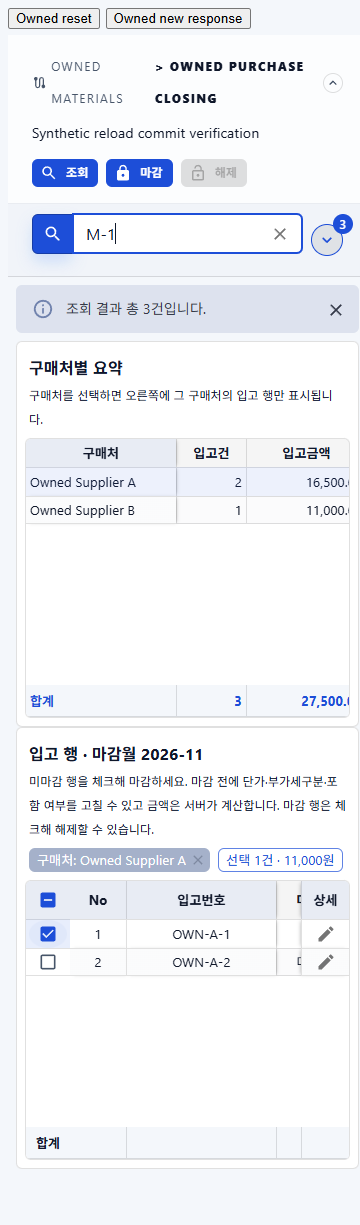 Owned reset Owned new response
OWNED MATERIALS > OWNED PURCHASE CLOSING
Synthetic reload commit verification
조회 마감 해제
M-1
3
조회 결과 총 3건입니다.
구매처별 요약
구매처를 선택하면 오른쪽에 그 구매처의 입고 행만 표시됩니
다.
구매처 입고건 입고금액
Owned Supplier A 2 16,500.
Owned Supplier B 1 11,000.
합계 3 27,500.
입고 행 · 마감월 2026-11
미마감 행을 체크해 마감하세요. 마감 전에 단가·부가세구분·포
함 여부를 고칠 수 있고 금액은 서버가 계산합니다. 마감 행은 체
크해 해제할 수 있습니다.
구매처: Owned Supplier A 선택 1건 · 11,000원
No 입고번호 상세
1 OWN-A-1
2 OWN-A-2
합계